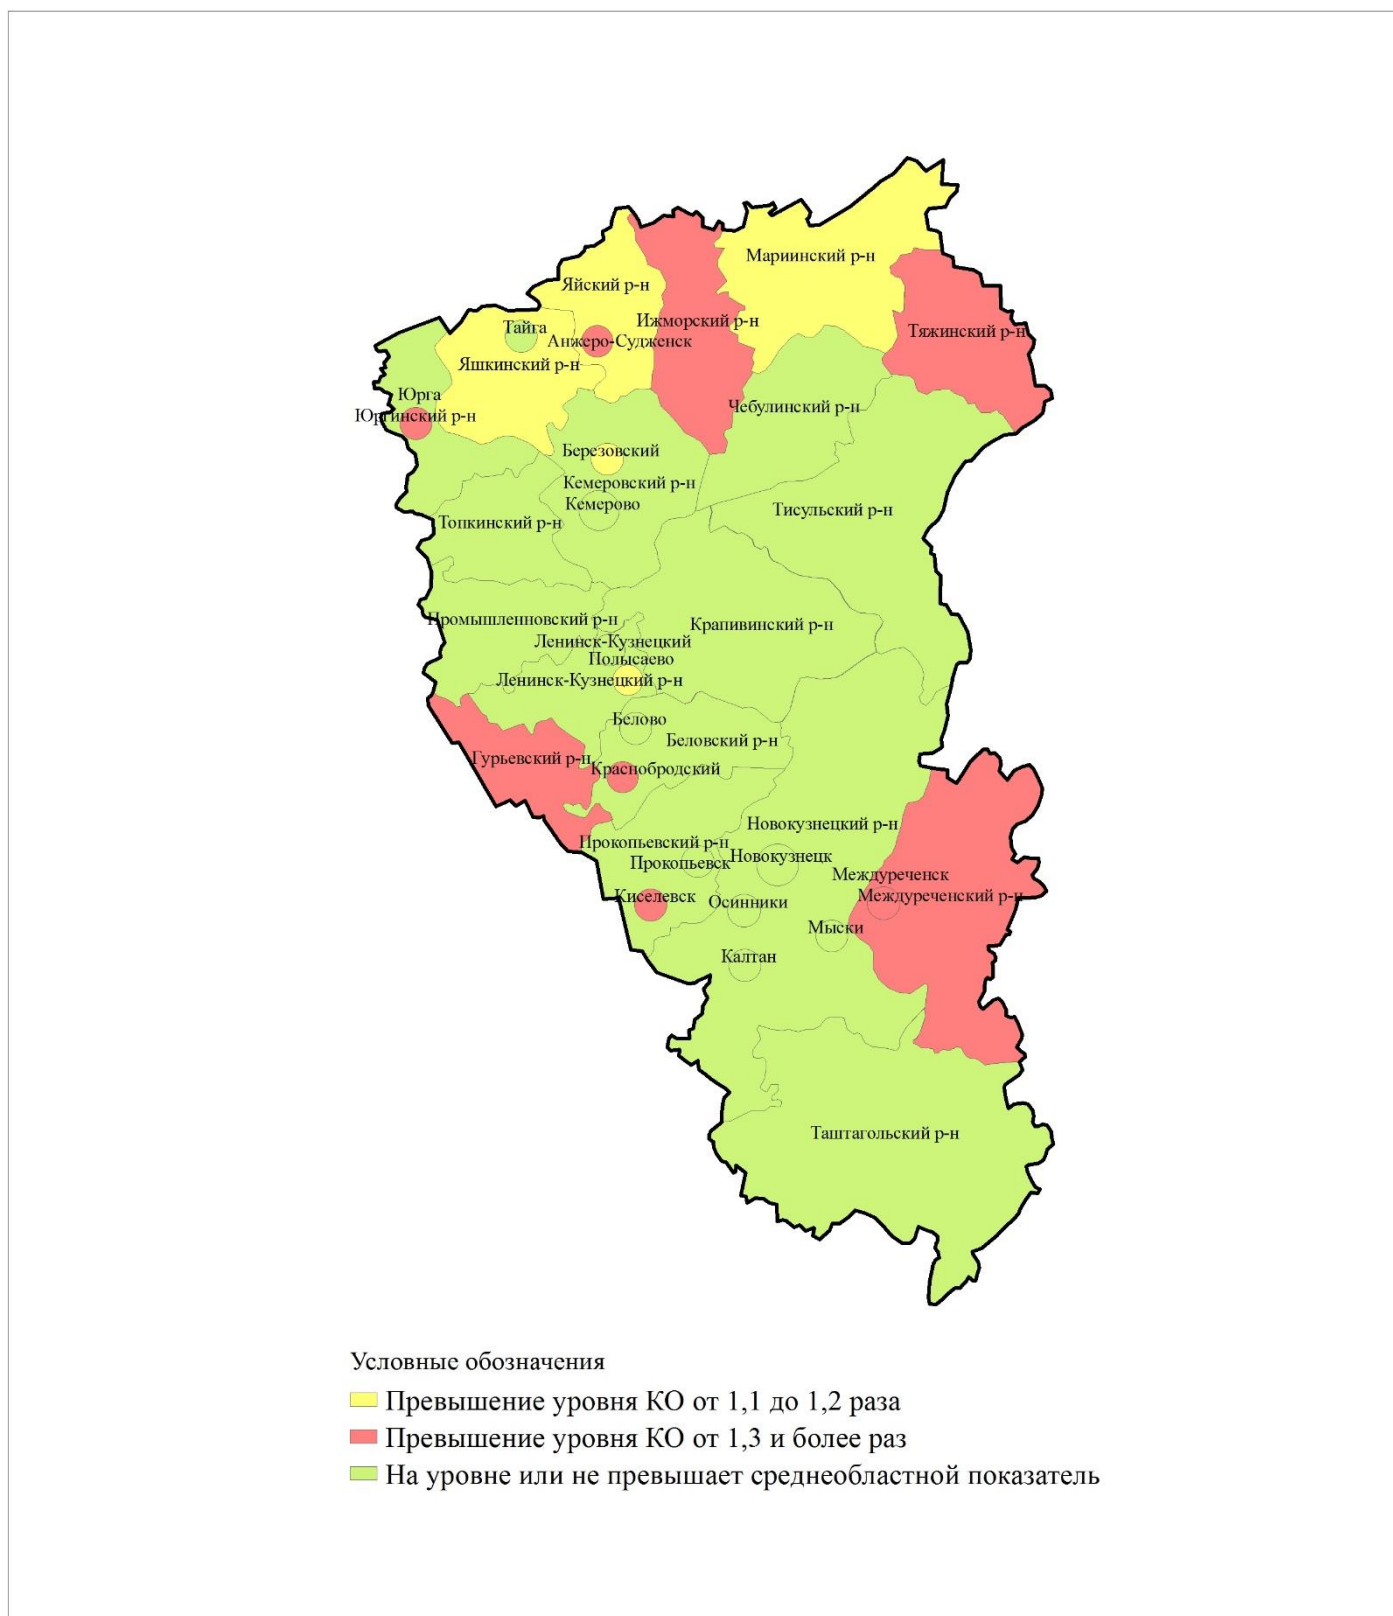 Мариинский р-н
Яйский р-н
Ижморский р-н
Тайга
Тяжинский р-н
Анжеро-Судженск
Яшкинский р-н
Юрга
Чебулинский р-н
Юргинский р-н
Березовский
Кемеровский р-н
Кемерово
Тисульский р-н
Топкинский р-н
Промышленновский р-н
Крапивинский р-н
Ленинск-Кузнецкий
Полысаево
Ленинск-Кузнецкий р-н
Белово
Беловский р-н
Гурьевский р-н
Краснобродский
Новокузнецкий р-н
Прокопьевский р-н
Новокузнецк
Прокопьевск
Междуреченск
Киселевск
Междуреченский р-н
Осинники
Мыски
Калтан
Таштагольский р-н
Условные обозначения
Превышение уровня КО от 1,1 до 1,2 раза
Превышение уровня КО от 1,3 и более раз
На уровне или не превышает среднеобластной показатель